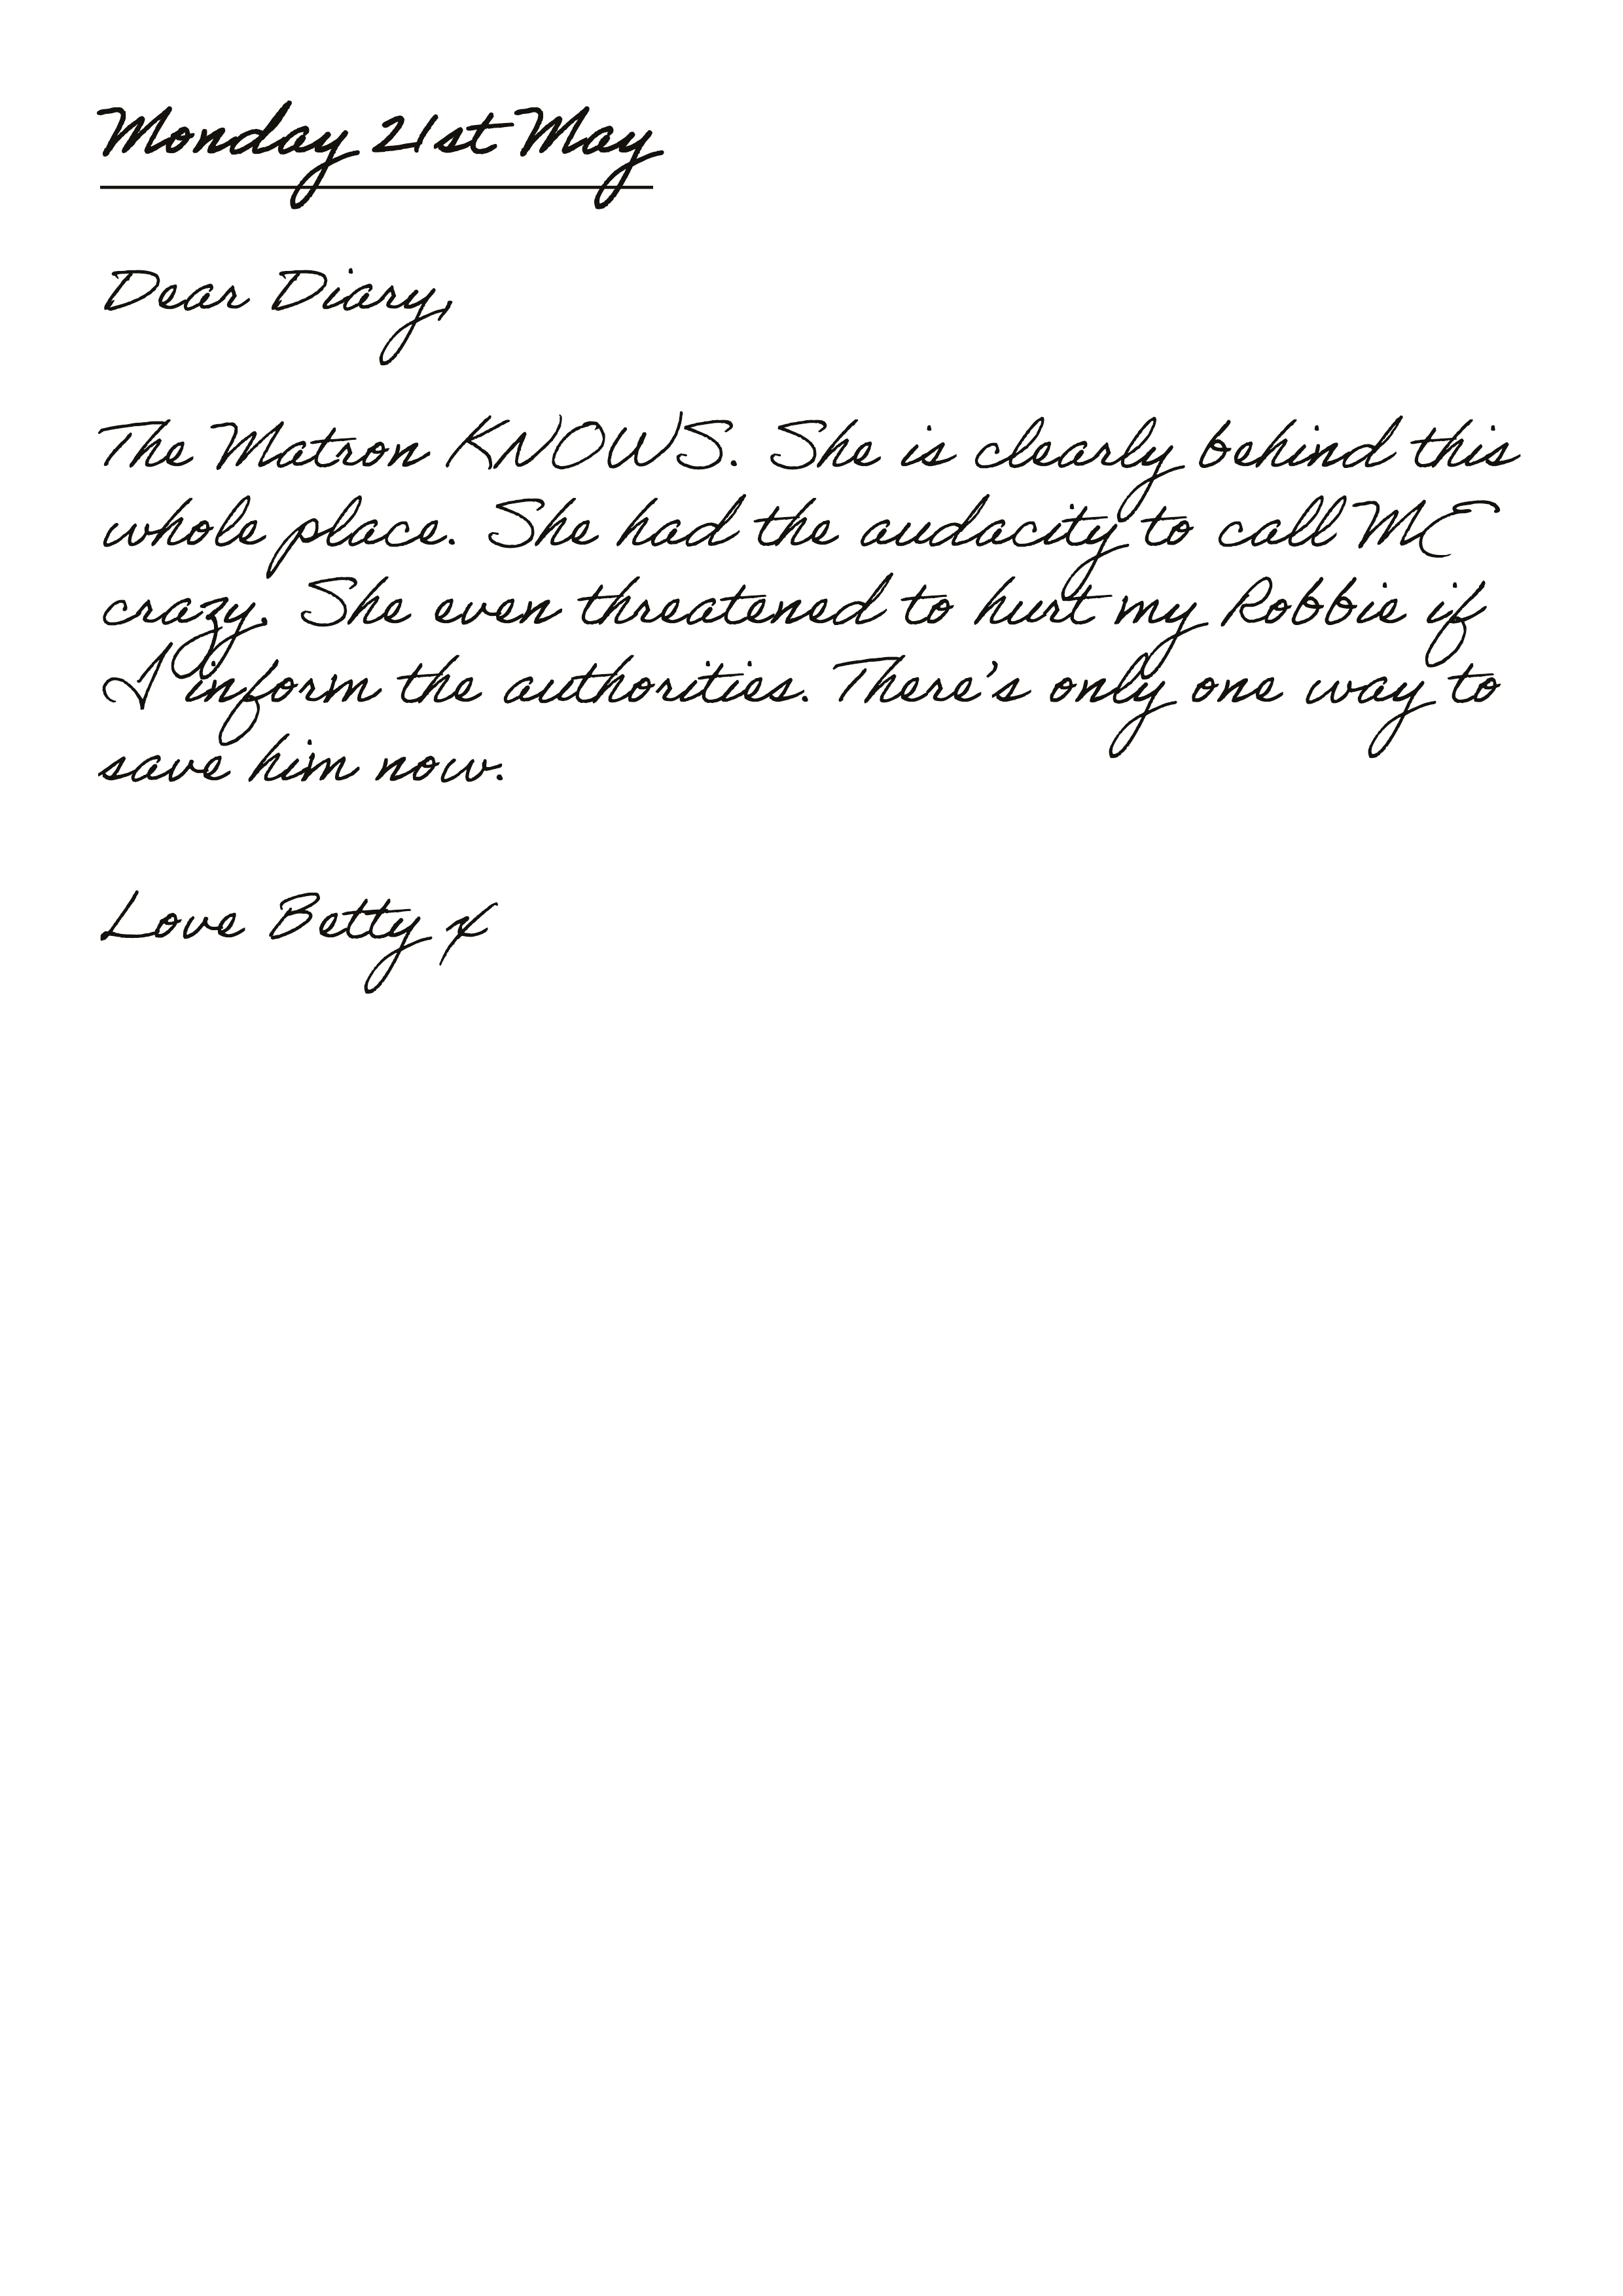 Monday 21st May
Dear Diary,
The Matron KNOWS. She is clearly behind this
whole place. She had the audacity to call ME
crazy. She even threatened to hurt my Robbie if
I inform the authorities. There's only one way to
save him now.
Love Betty x